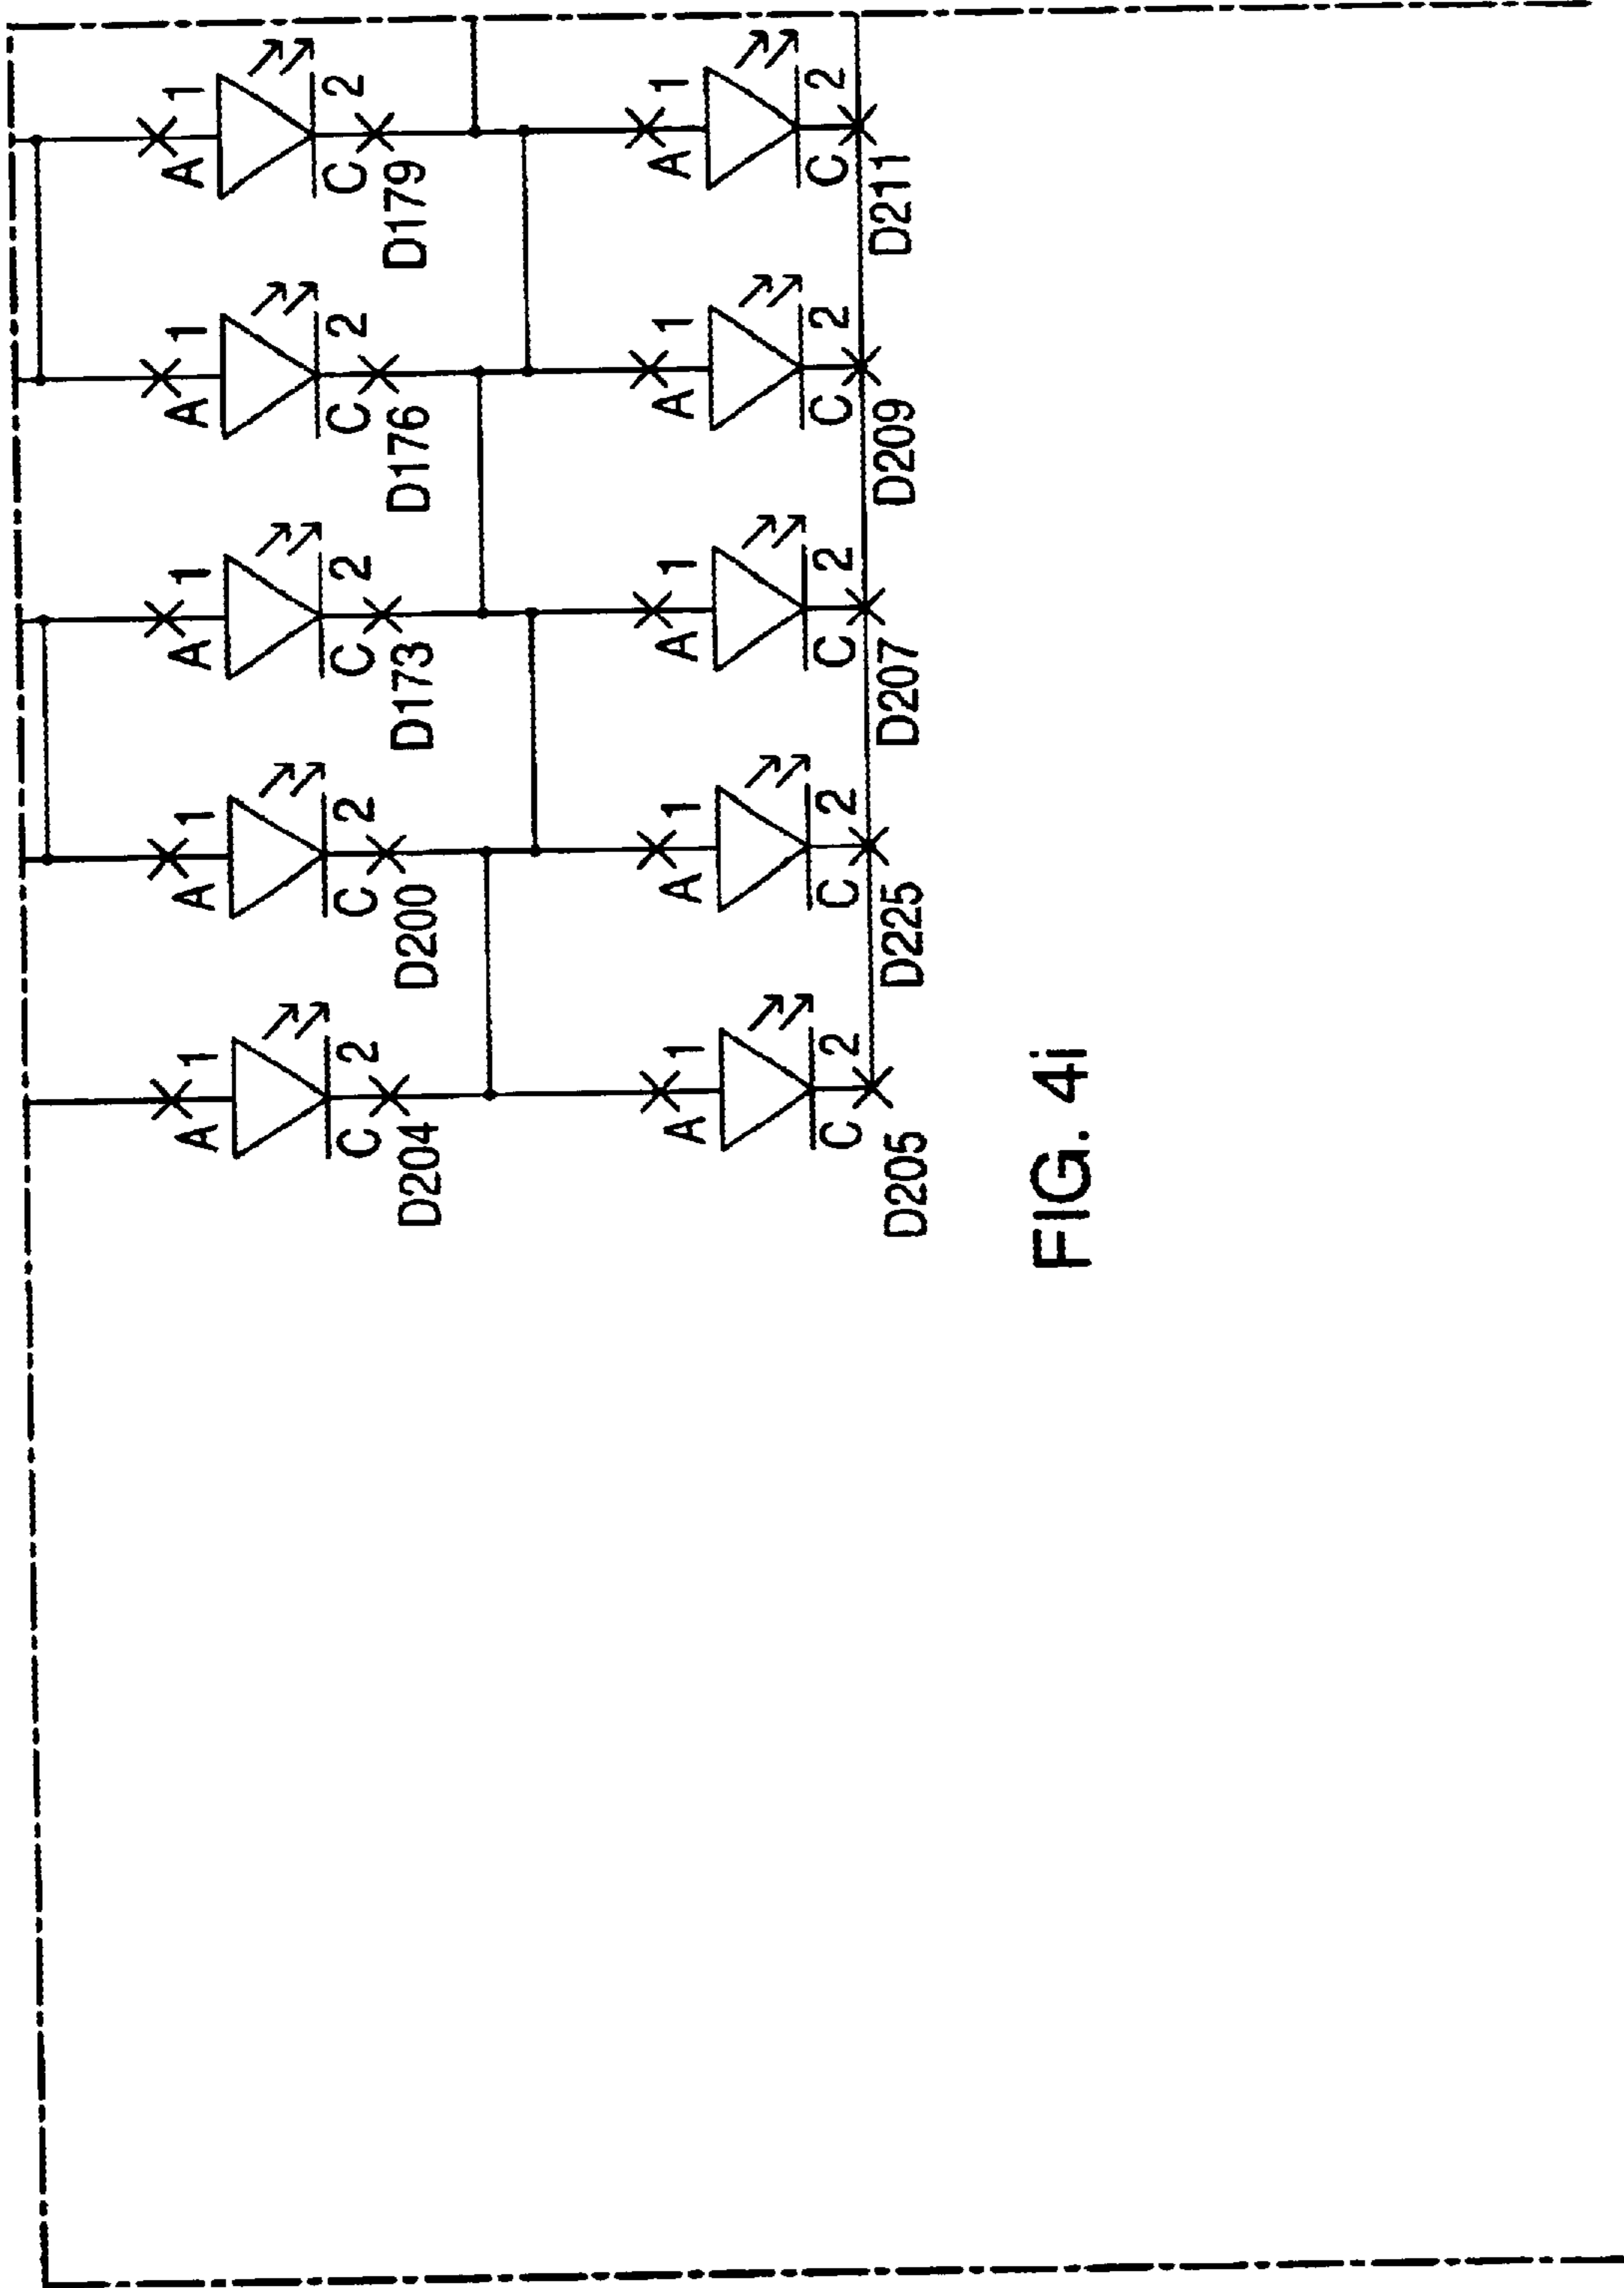 A 1 A 1 A 1 A 1 A 1
C 2 C 2 C 2 C 2 C 2
D204 D200 D173 D176 D179
A 1 A 1 A 1 A 1 A 1
C 2 C 2 C 2 C 2 C 2
D205 D225 D207 D209 D211
FIG. 4i